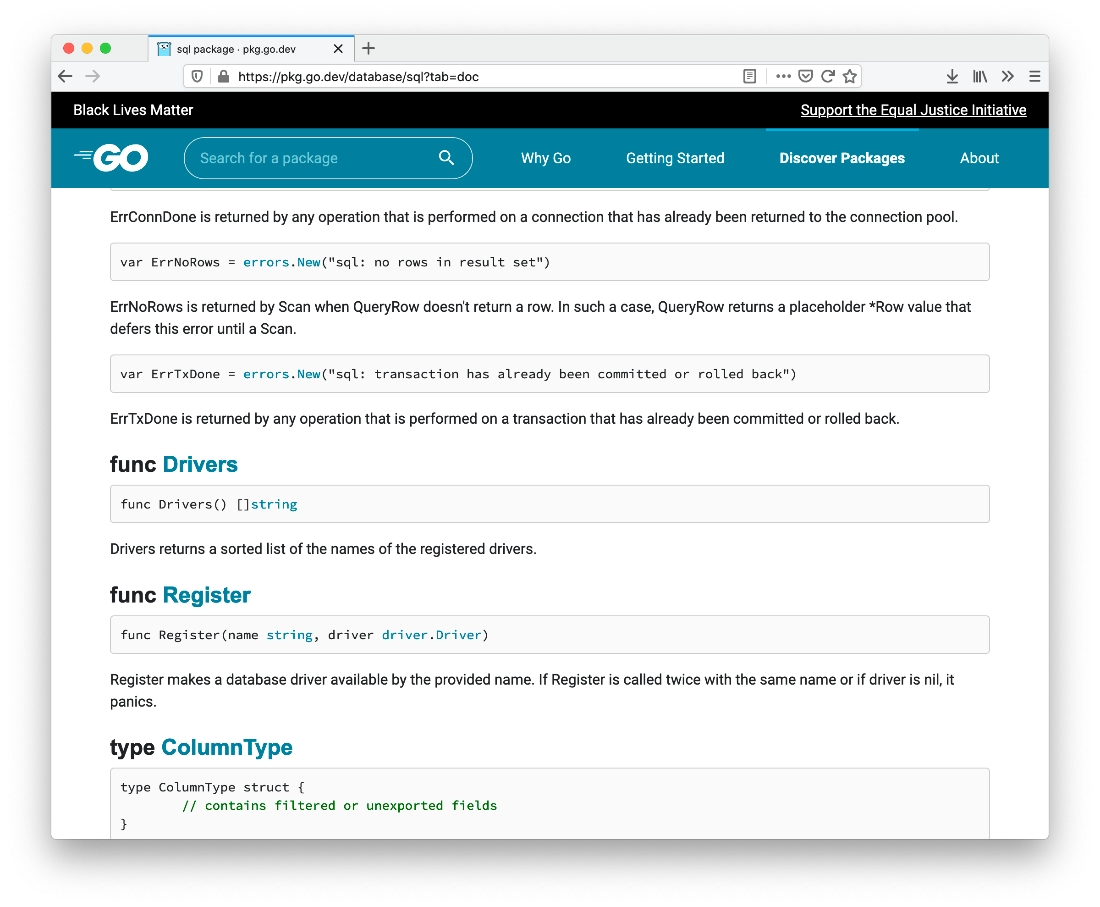 sql package · pkg.go.dev
https://pkg.go.dev/database/sql?tab=doc
Black Lives Matter
Support the Equal Justice Initiative
GO
Search for a package
Why Go
Getting Started
Discover Packages
About
ErrConnDone is returned by any operation that is performed on a connection that has already been returned to the connection pool.
var ErrNoRows = errors.New("sql: no rows in result set")
ErrNoRows is returned by Scan when QueryRow doesn't return a row. In such a case, QueryRow returns a placeholder *Row value that
defers this error until a Scan.
var ErrTxDone = errors.New("sql: transaction has already been committed or rolled back")
ErrTxDone is returned by any operation that is performed on a transaction that has already been committed or rolled back.
func Drivers
func Drivers() []string
Drivers returns a sorted list of the names of the registered drivers.
func Register
func Register(name string, driver driver.Driver)
Register makes a database driver available by the provided name. If Register is called twice with the same name or if driver is nil, it
panics.
type ColumnType
type ColumnType struct {
// contains filtered or unexported fields
}